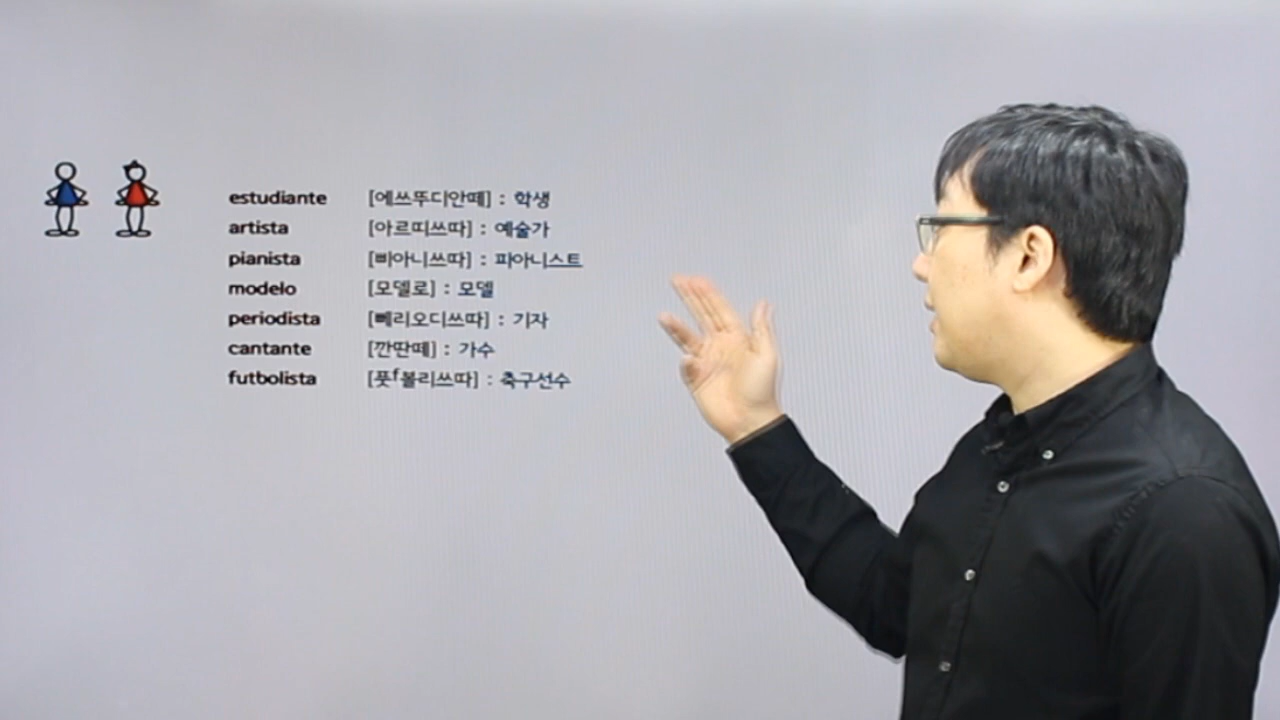 estudiante [에쓰뚜디안떼] : 학생
artista [아르띠쓰따] : 예술가
pianista [삐아니쓰따] : 피아니스트
modelo [모델로] : 모델
periodista [뻬리오디쓰따] : 기자
cantante [깐딴떼] : 가수
futbolista [풋ᶠ볼리쓰따] : 축구선수